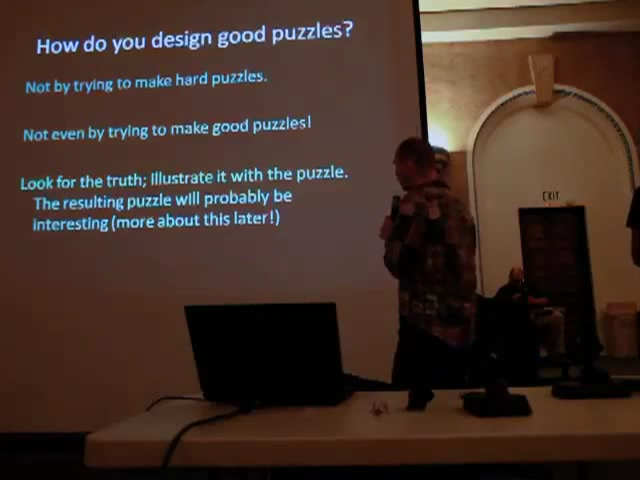 How do you design good puzzles?
Not by trying to make hard puzzles.
Not even by trying to make good puzzles!
Look for the truth; illustrate it with the puzzle.
The resulting puzzle will probably be
interesting (more about this later!)
EXIT